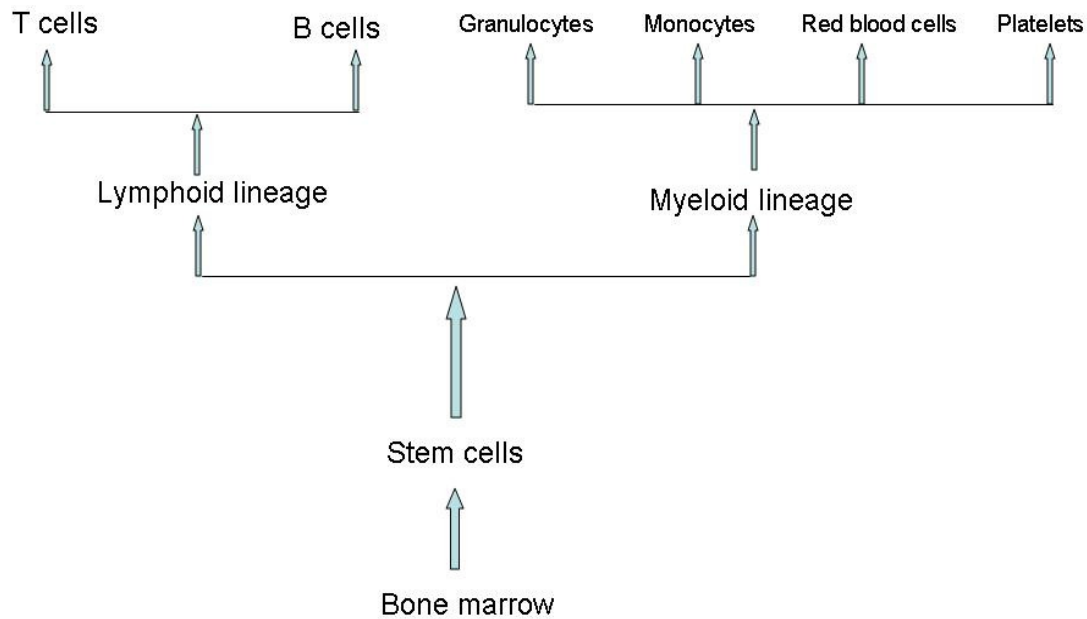 T cells
B cells
Granulocytes
Monocytes
Red blood cells
Platelets
Lymphoid lineage
Myeloid lineage
Stem cells
Bone marrow